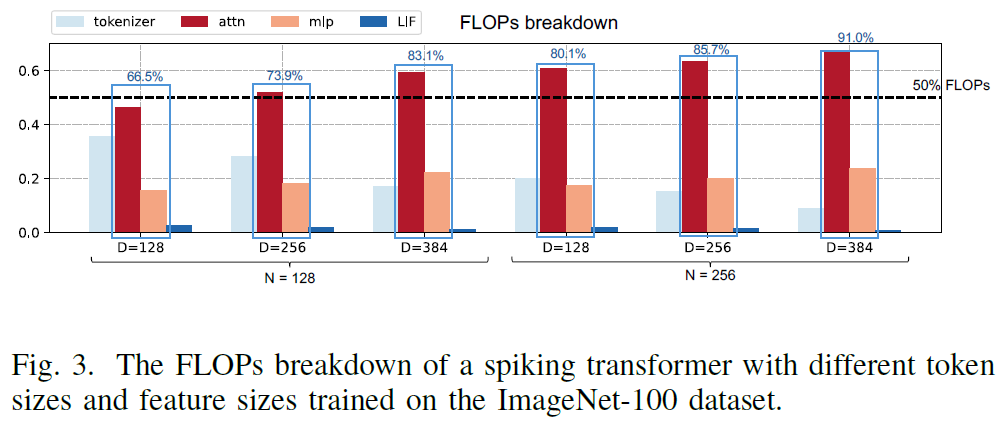 tokenizer attn mlp LIF FLOPs breakdown
66.5% 73.9% 83.1% 80.1% 85.7% 91.0%
50% FLOPs
0.6
0.4
0.2
0.0
D=128 D=256 D=384 D=128 D=256 D=384
N = 128 N = 256
Fig. 3. The FLOPs breakdown of a spiking transformer with different token
sizes and feature sizes trained on the ImageNet-100 dataset.